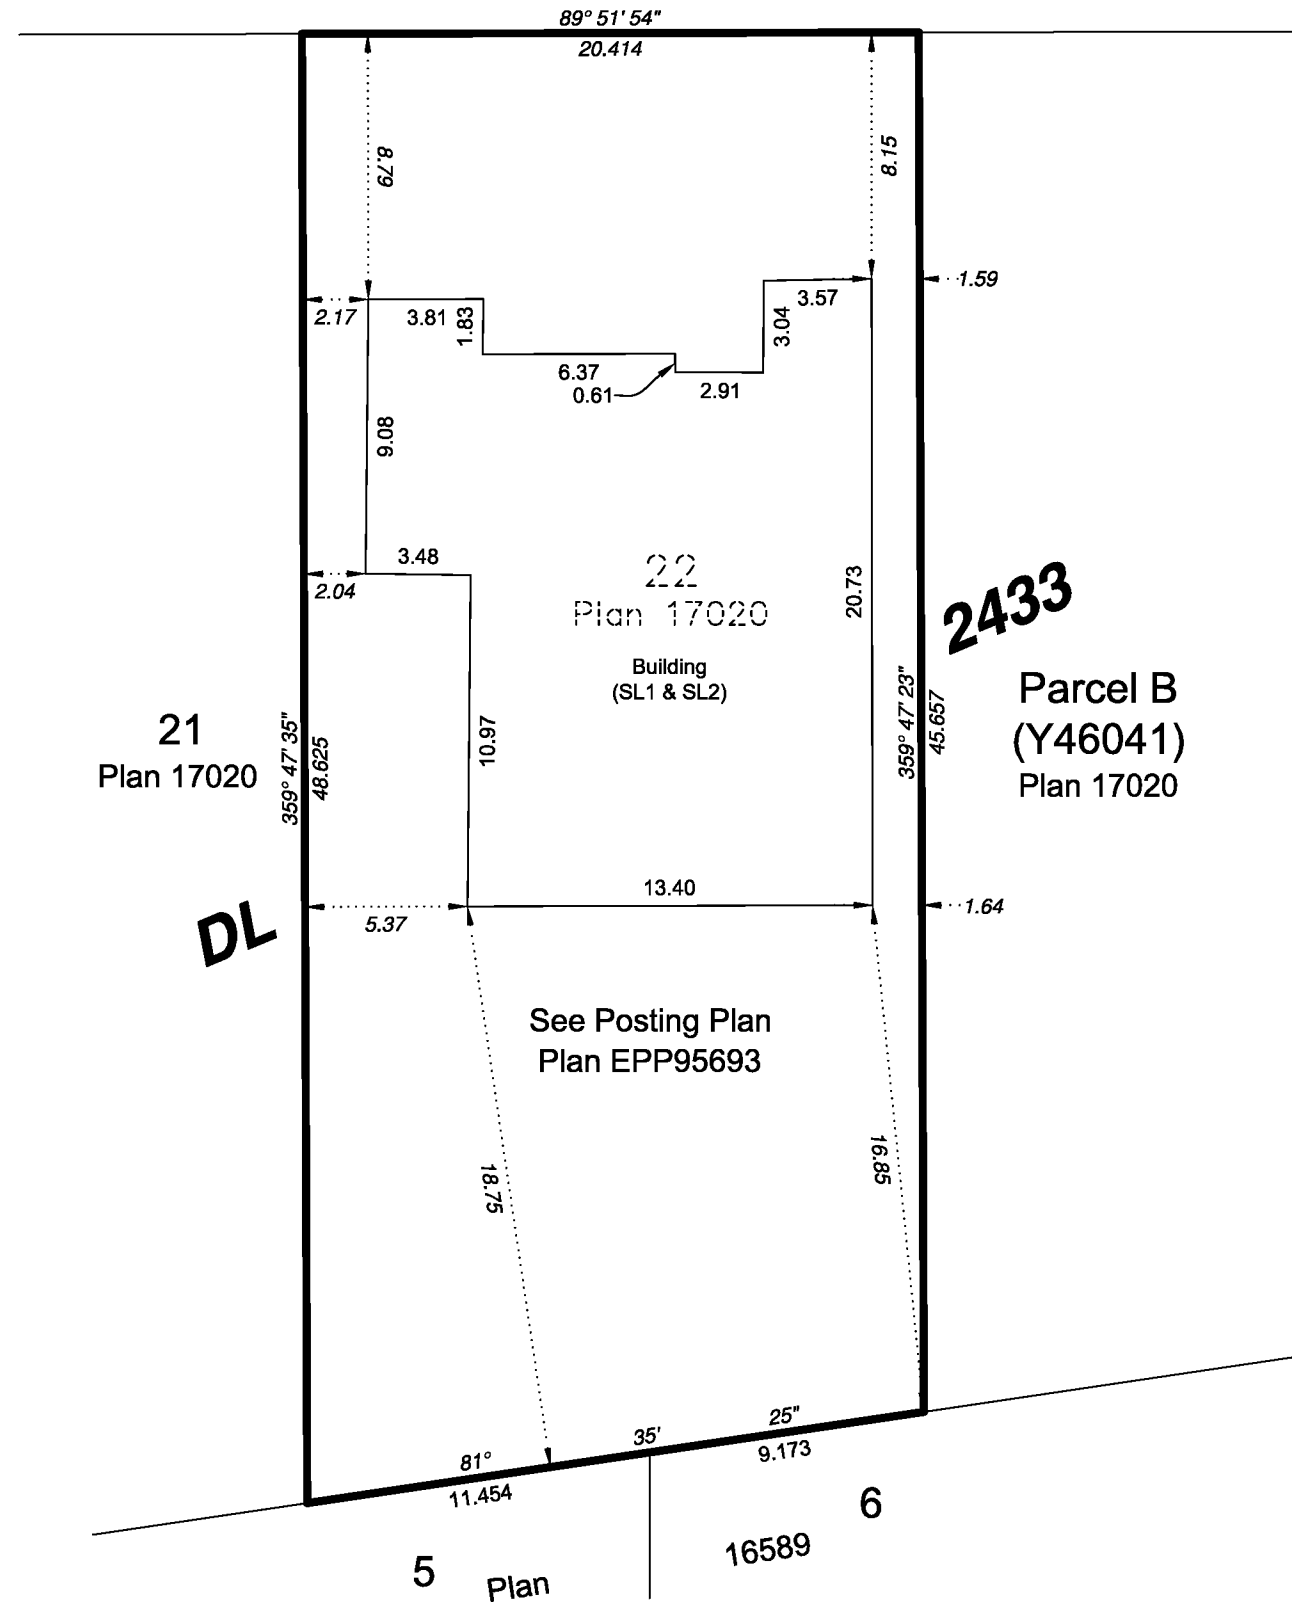 89° 51' 54"
20.414
8.79
8.15
1.59
2.17
3.81
1.83
3.57
3.04
6.37
0.61
2.91
9.08
3.48
2.04
22
Plan 17020
20.73
2433
Building
(SL1 & SL2)
21
Plan 17020
359° 47' 35"
48.625
10.97
359° 47' 23"
45.657
Parcel B
(Y46041)
Plan 17020
13.40
5.37
1.64
DL
See Posting Plan
Plan EPP95693
18.75
16.85
81° 35' 25"
11.454
9.173
5
6
Plan 16589